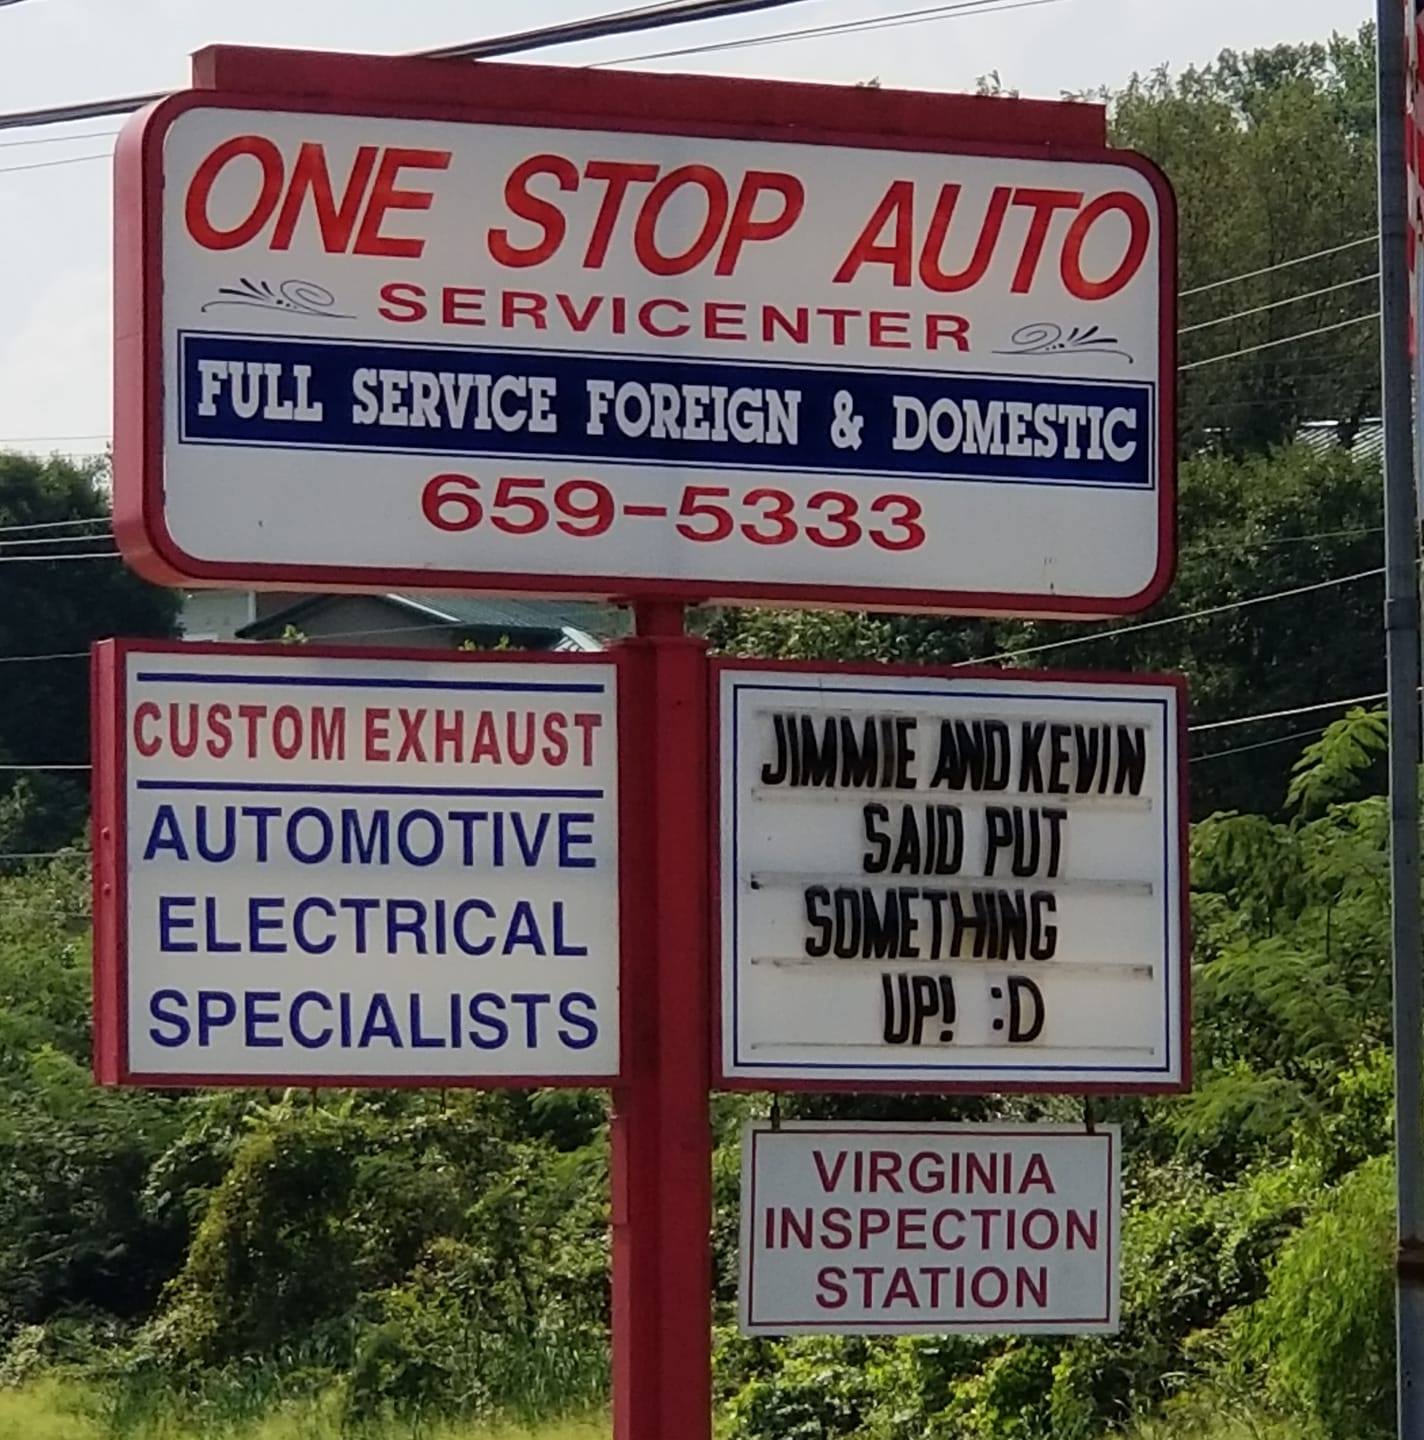 ONE STOP AUTO
SERVICENTER
FULL SERVICE FOREIGN & DOMESTIC
659-5333
CUSTOM EXHAUST
AUTOMOTIVE
ELECTRICAL
SPECIALISTS
JIMMIE AND KEVIN
SAID PUT
SOMETHING
UP! :D
VIRGINIA
INSPECTION
STATION